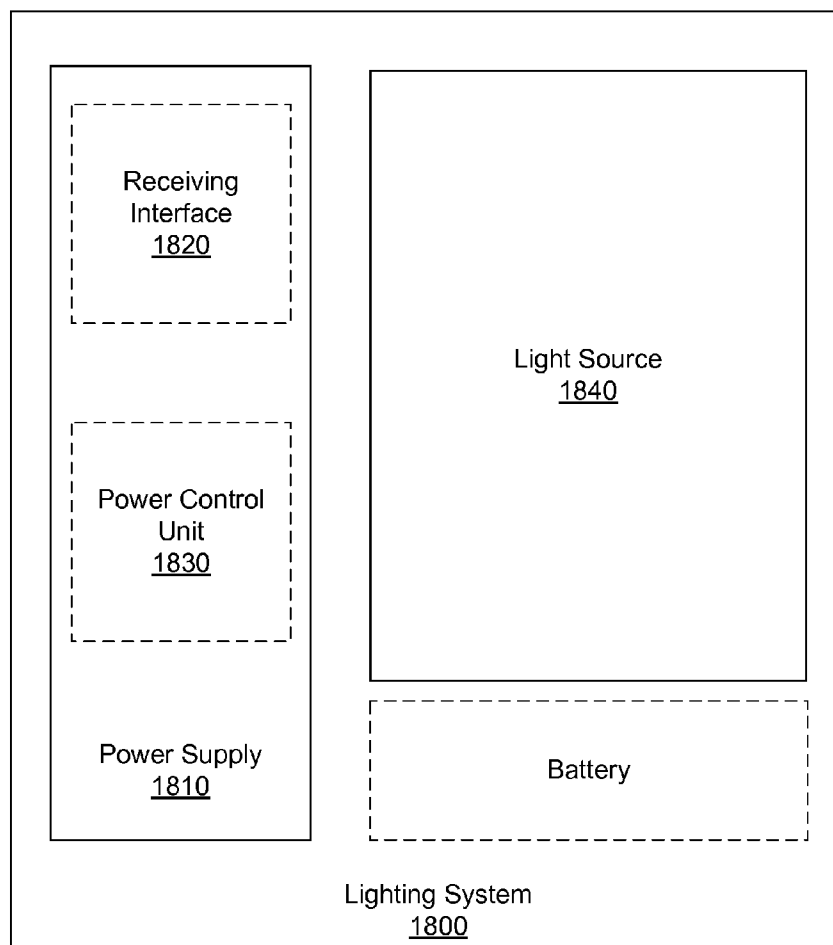 Receiving
Interface
1820
Light Source
1840
Power Control
Unit
1830
Power Supply
1810
Battery
Lighting System
1800